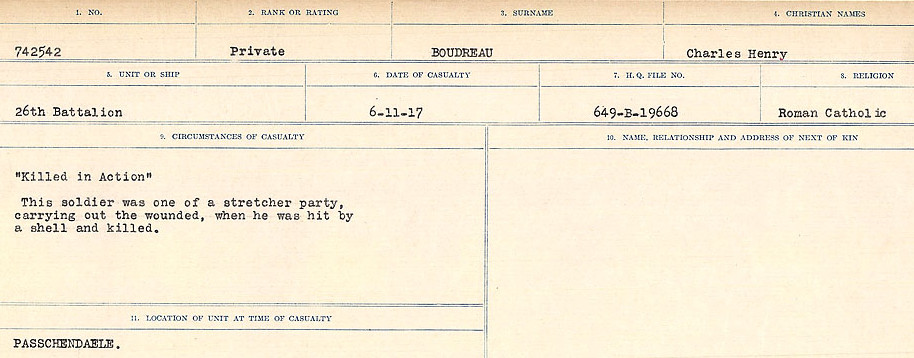 1. NO. 2. RANK OR RATING 3. SURNAME 4. CHRISTIAN NAMES
742542 Private BOUDREAU Charles Henry
5. UNIT OR SHIP 6. DATE OF CASUALTY 7. H. Q. FILE NO. 8. RELIGION
26th Battalion 6-11-17 649-B-19668 Roman Catholic
9. CIRCUMSTANCES OF CASUALTY 10. NAME, RELATIONSHIP AND ADDRESS OF NEXT OF KIN
"Killed in Action"
This soldier was one of a stretcher party,
carrying out the wounded, when he was hit by
a shell and killed.
11. LOCATION OF UNIT AT TIME OF CASUALTY
PASSCHENDAELE.